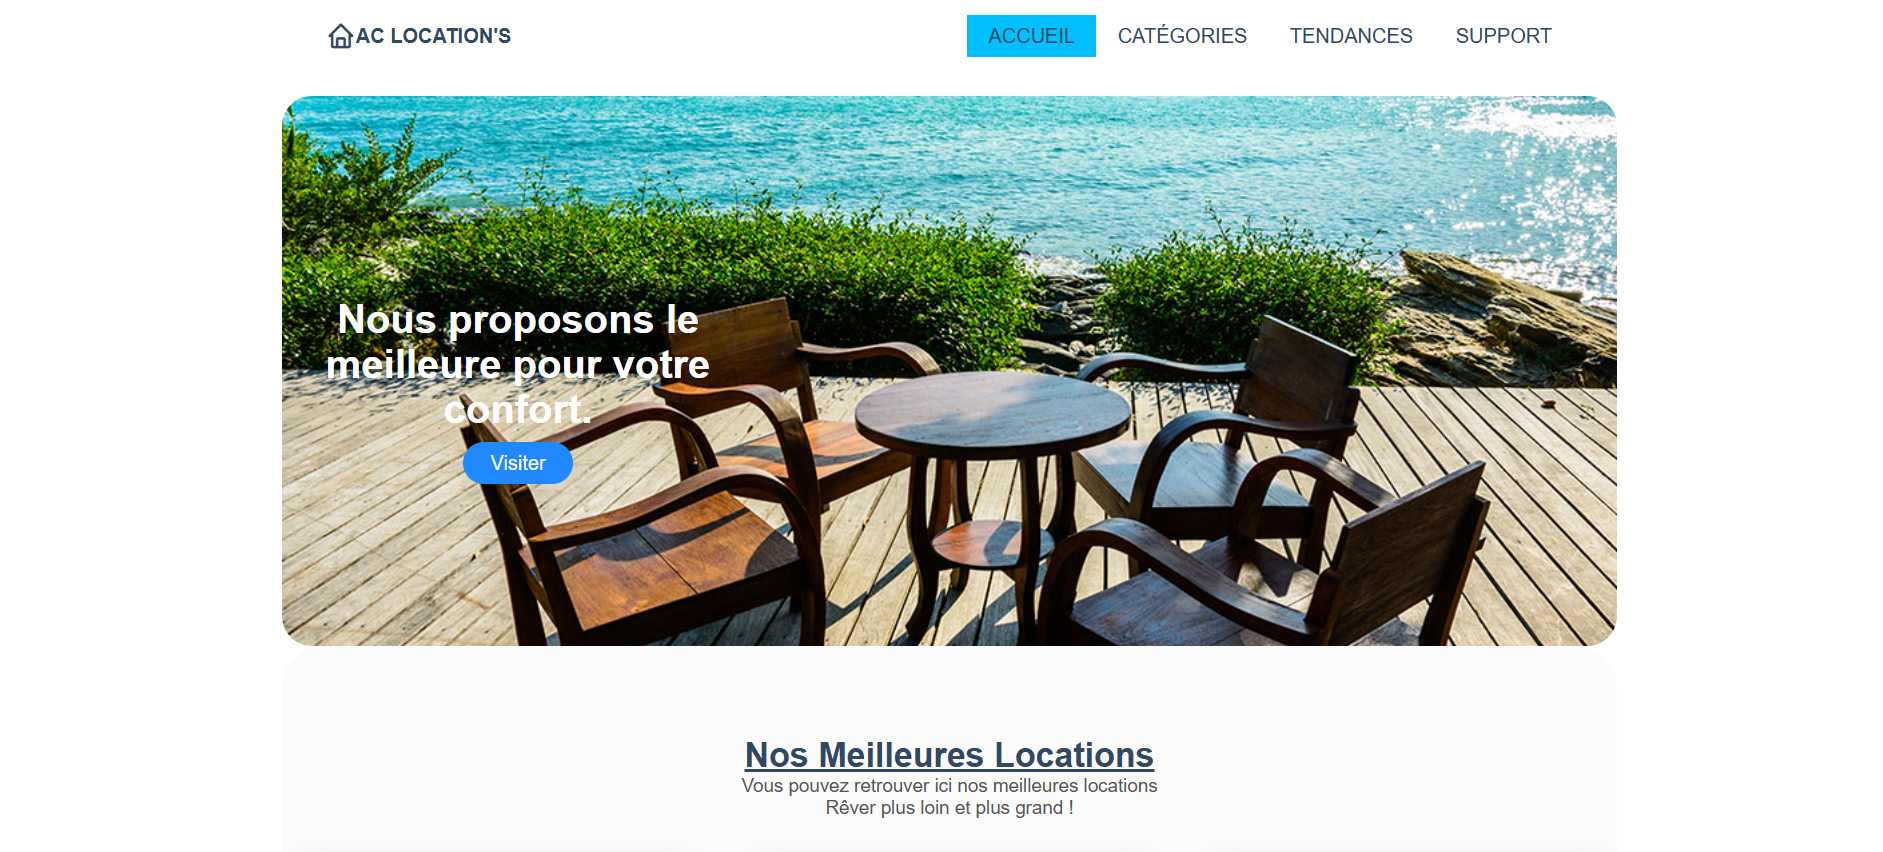 AC LOCATION'S
ACCUEIL CATÉGORIES TENDANCES SUPPORT
Nous proposons le
meilleure pour votre
confort.
Visiter
Nos Meilleures Locations
Vous pouvez retrouver ici nos meilleures locations
Rêver plus loin et plus grand !